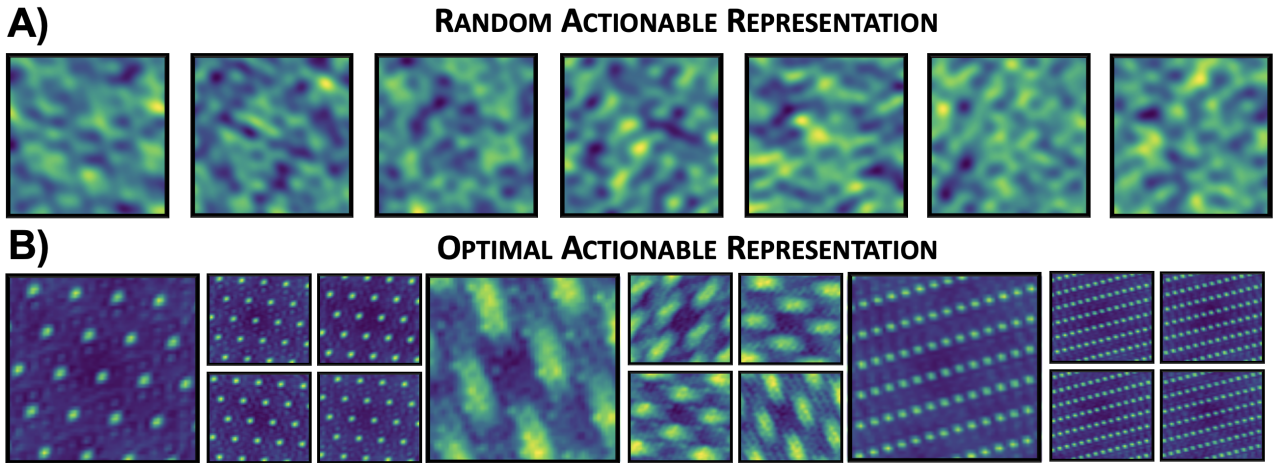 A) RANDOM ACTIONABLE REPRESENTATION
B) OPTIMAL ACTIONABLE REPRESENTATION